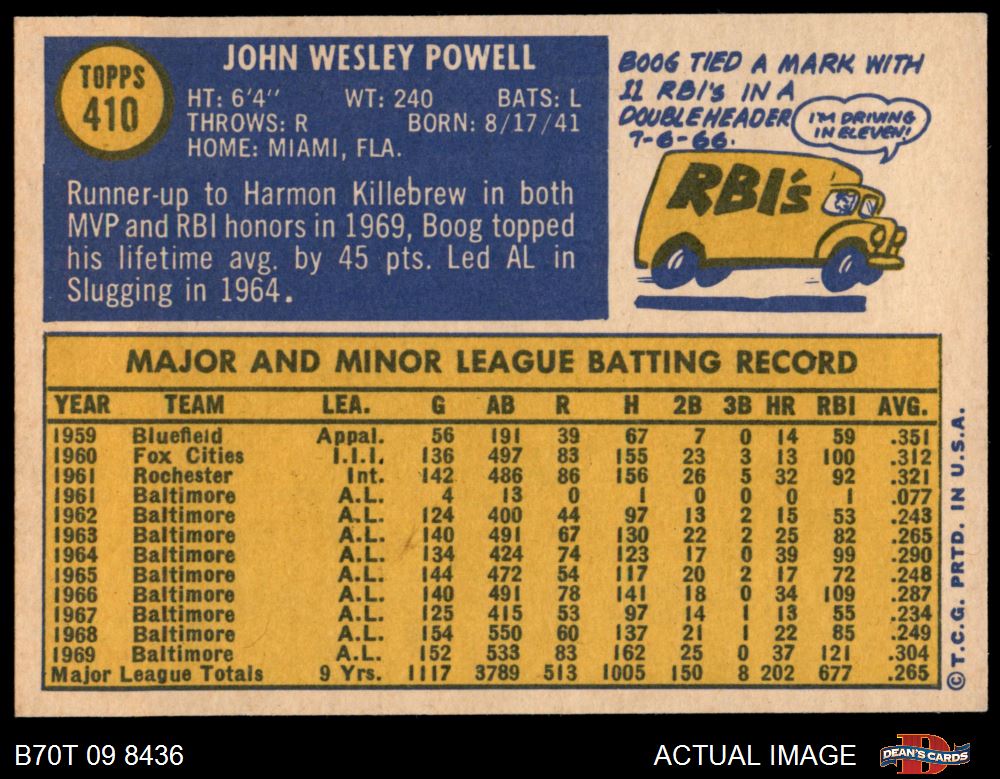 TOPPS
410
JOHN WESLEY POWELL
HT: 6'4" WT: 240 BATS: L
THROWS: R BORN: 8/17/41
HOME: MIAMI, FLA.
Runner-up to Harmon Killebrew in both
MVP and RBI honors in 1969, Boog topped
his lifetime avg. by 45 pts. Led AL in
Slugging in 1964.
BOOG TIED A MARK WITH
11 RBI's IN A
DOUBLEHEADER
7-6-66.
I'M DRIVING
IN ELEVEN!
RBI's
MAJOR AND MINOR LEAGUE BATTING RECORD
YEAR TEAM LEA. G AB R H 2B 3B HR RBI AVG.
1959 Bluefield Appal. 56 191 39 67 7 0 14 59 .351
1960 Fox Cities I.I.I. 136 497 83 155 23 3 13 100 .312
1961 Rochester Int. 142 486 86 156 26 5 32 92 .321
1961 Baltimore A.L. 4 13 0 1 0 0 0 1 .077
1962 Baltimore A.L. 124 400 44 97 13 2 15 53 .243
1963 Baltimore A.L. 140 491 67 130 22 2 25 82 .265
1964 Baltimore A.L. 134 424 74 123 17 0 39 99 .290
1965 Baltimore A.L. 144 472 54 117 20 2 17 72 .248
1966 Baltimore A.L. 140 491 78 141 18 0 34 109 .287
1967 Baltimore A.L. 125 415 53 97 14 1 13 55 .234
1968 Baltimore A.L. 154 550 60 137 21 1 22 85 .249
1969 Baltimore A.L. 152 533 83 162 25 0 37 121 .304
Major League Totals 9 Yrs. 1117 3789 513 1005 150 8 202 677 .265
© T.C.G. PRTD. IN U.S.A.
B70T 09 8436
ACTUAL IMAGE
D
DEAN'S CARDS